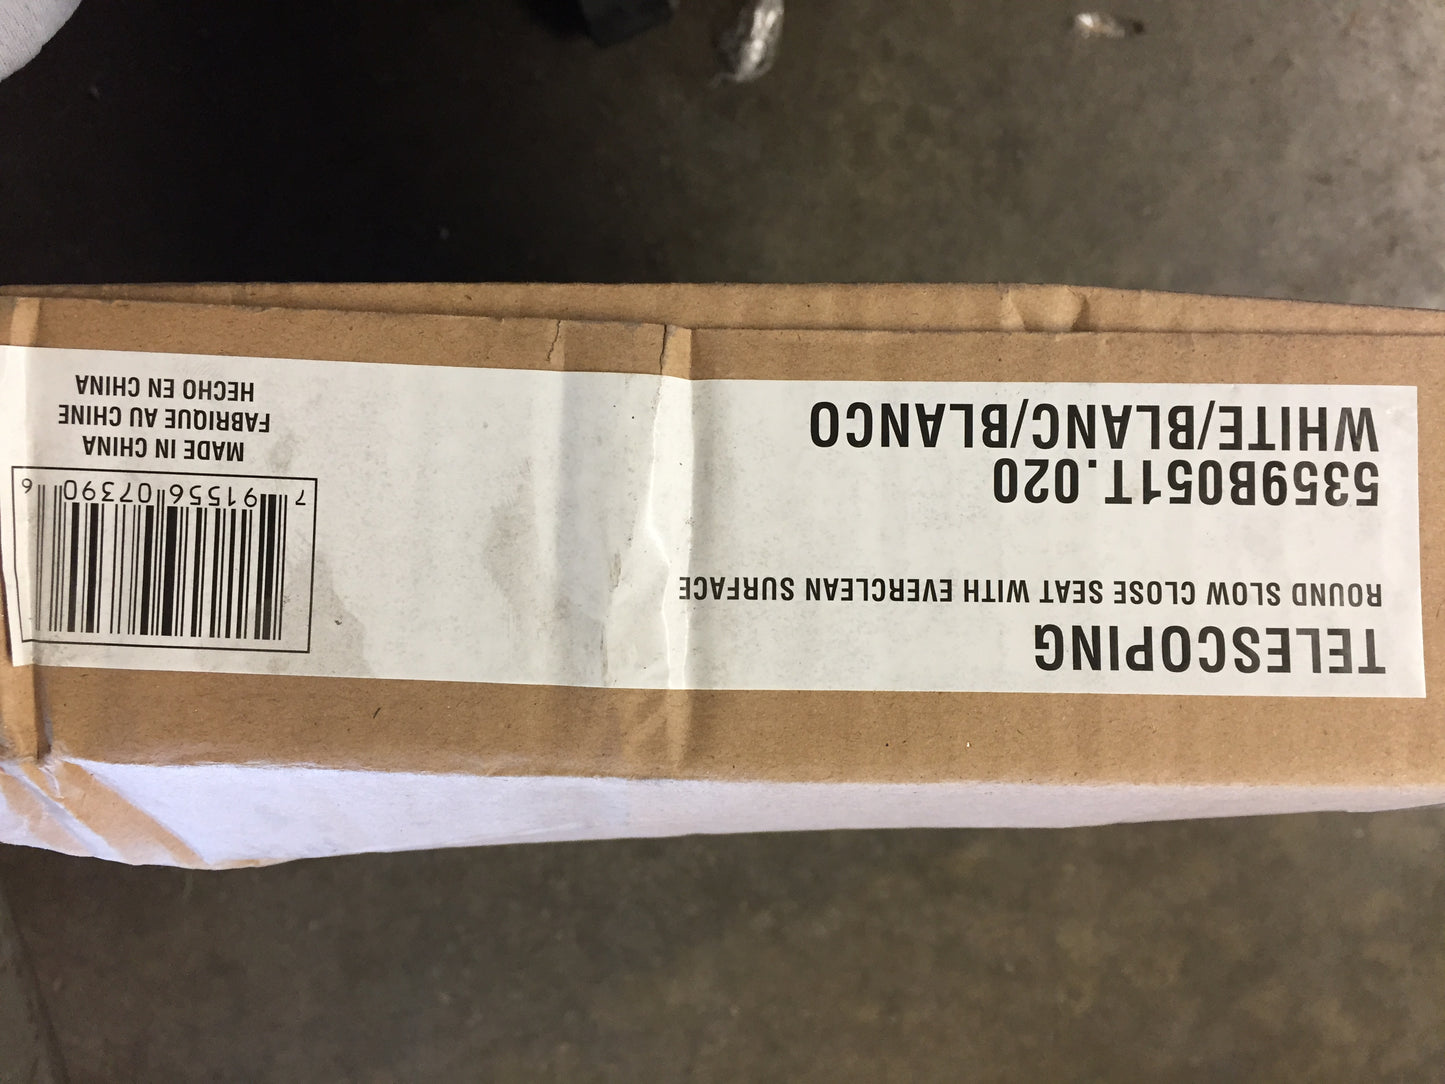 TELESCOPING
ROUND SLOW CLOSE SEAT WITH EVERCLEAN SURFACE
5359B051T.020
WHITE/BLANC/BLANCO
7 91556 07390 6
MADE IN CHINA
FABRIQUE AU CHINE
HECHO EN CHINA